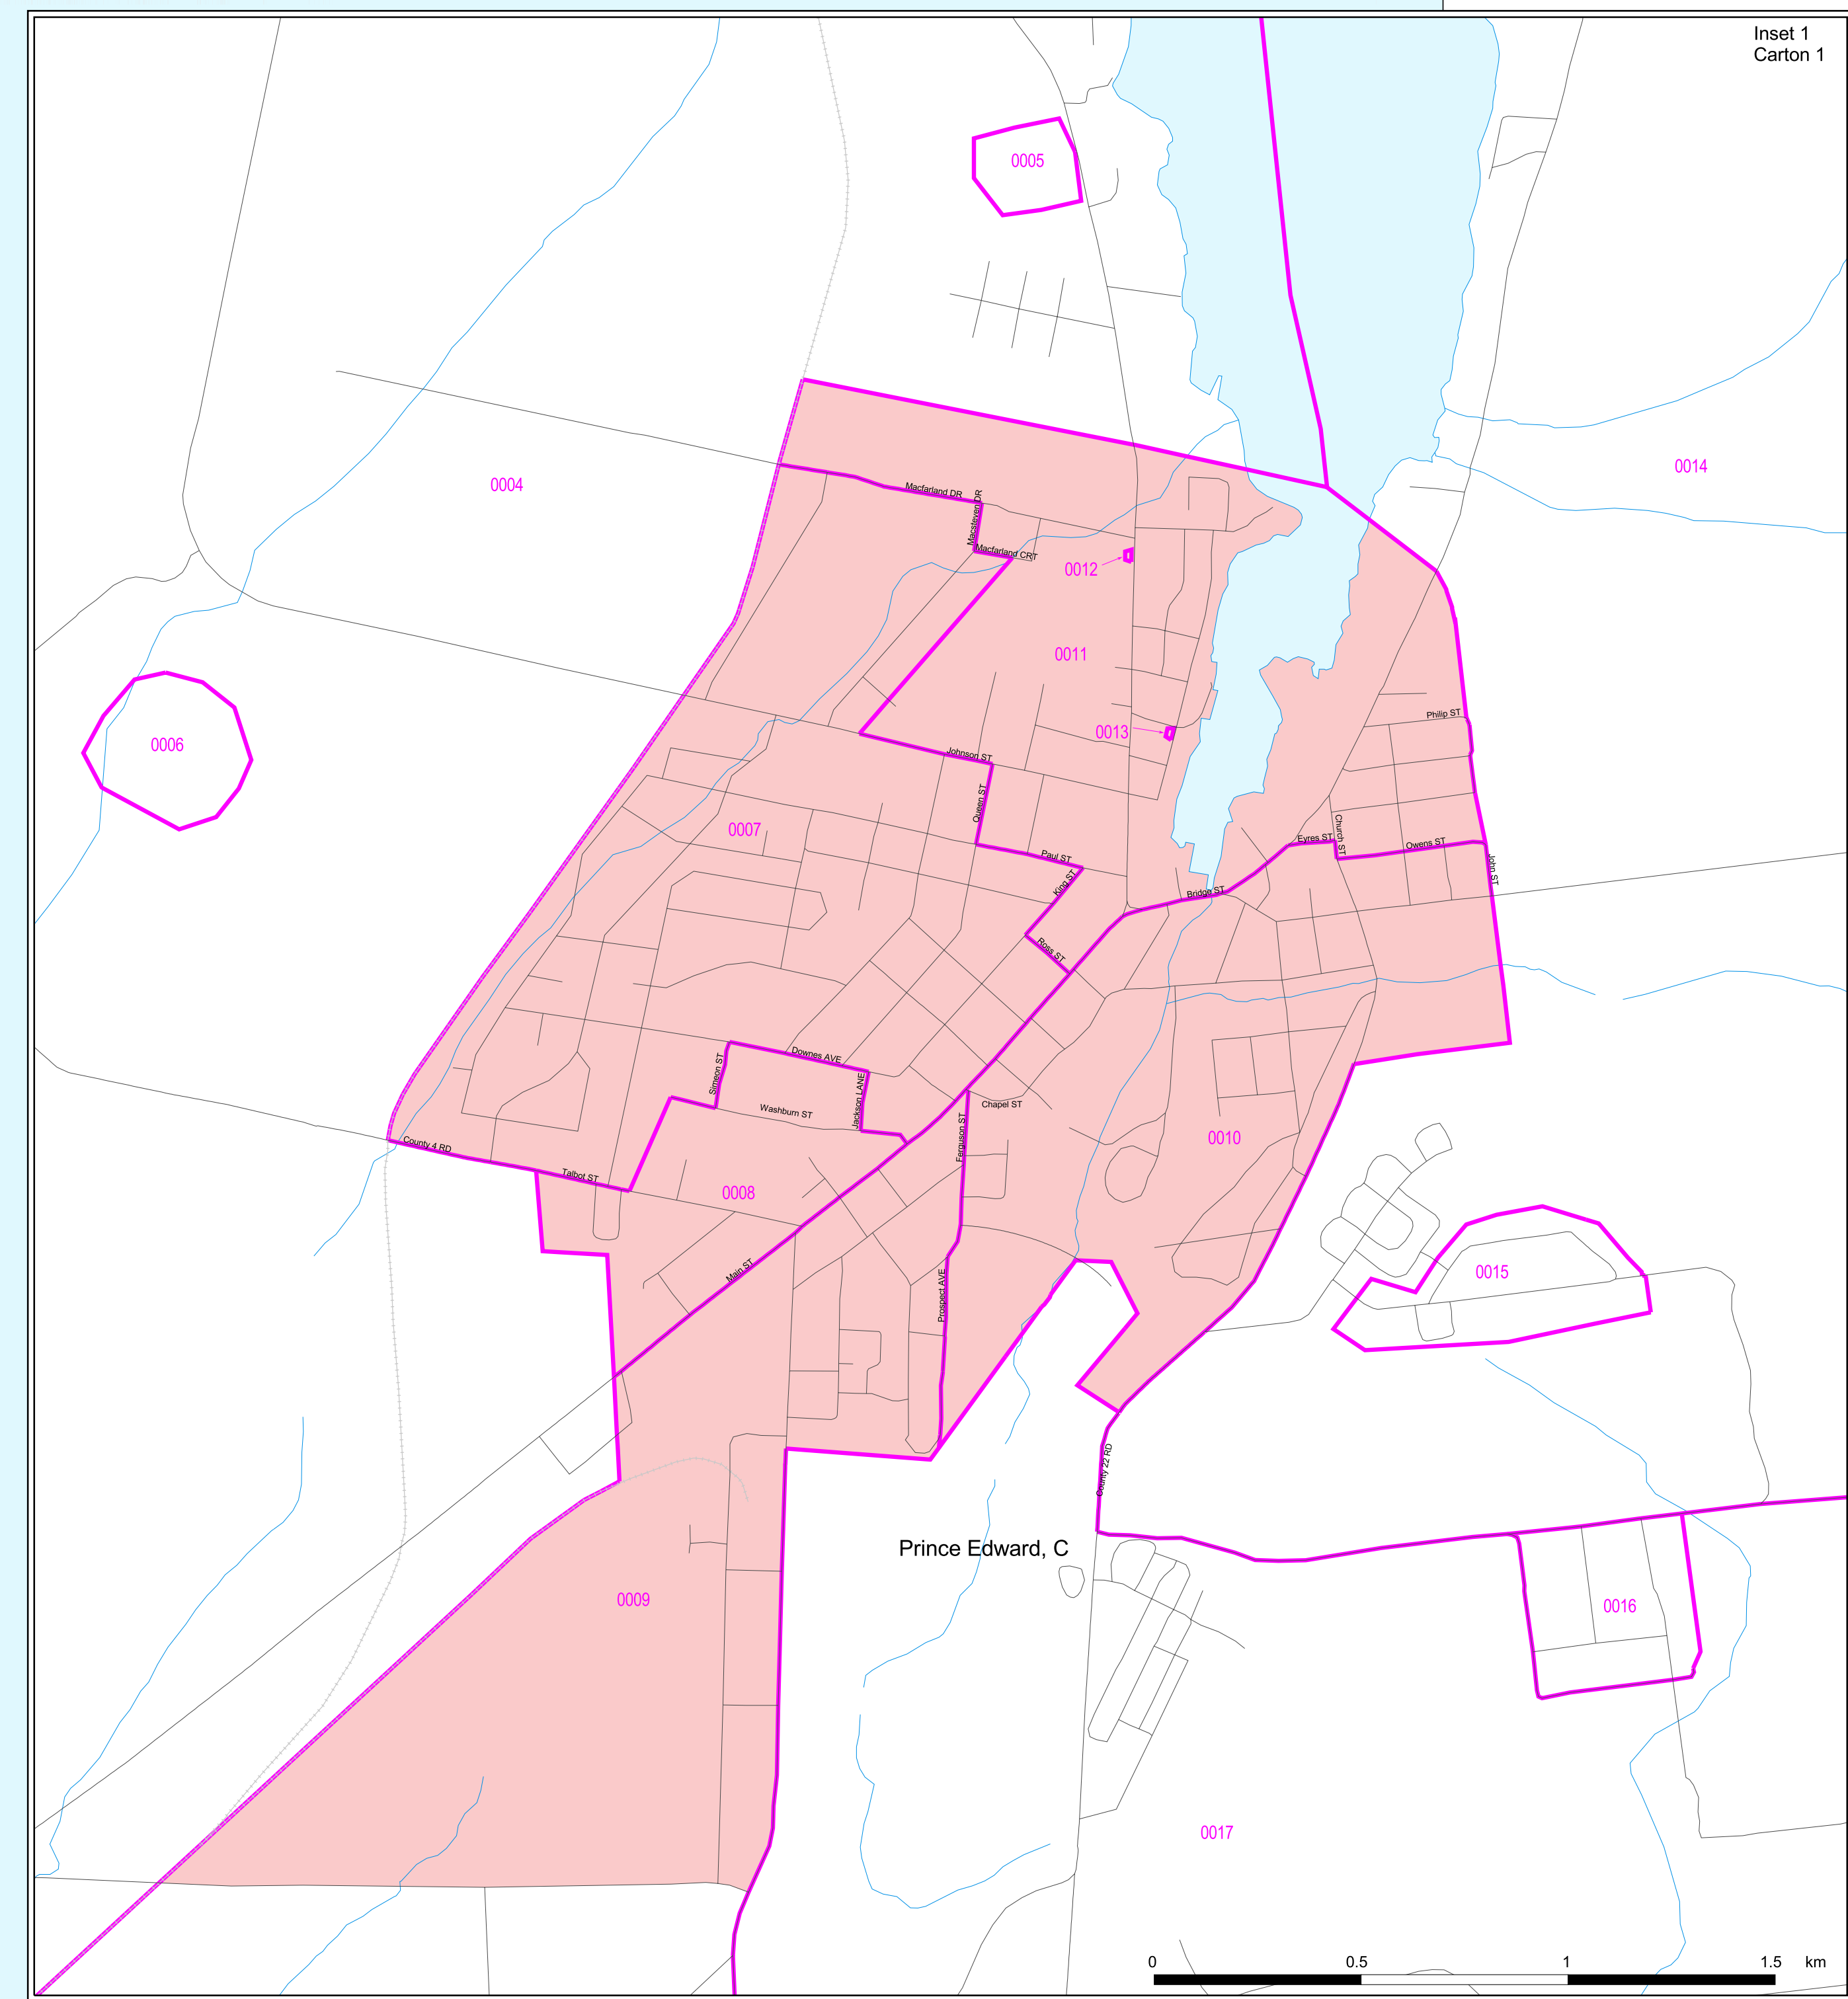 Inset 1
Carton 1
0005
0014
0004
Macfarland DR
Macsteven DR
Macfarland CRT
0012
0011
Philip ST
0013
0006
Johnson ST
Queen ST
0007
Church ST
Eyres ST
Owens ST
Paul ST
John ST
King ST
Bridge ST
Ross ST
Downes AVE
Simeon ST
Jackson LANE
Washburn ST
Chapel ST
Ferguson ST
0010
County 4 RD
Talbot ST
0008
Main ST
0015
Prospect AVE
County 22 RD
Prince Edward, C
0009
0016
0017
0 0.5 1 1.5 km